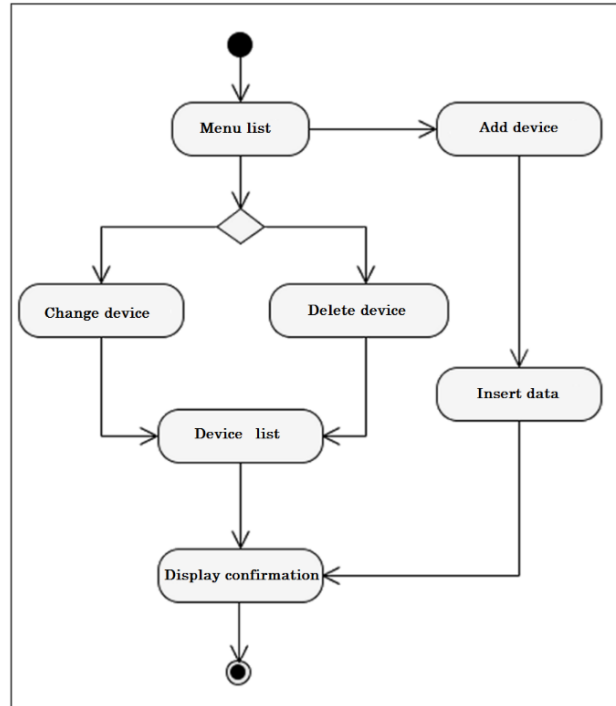 Menu list
Add device
Change device
Delete device
Insert data
Device list
Display confirmation